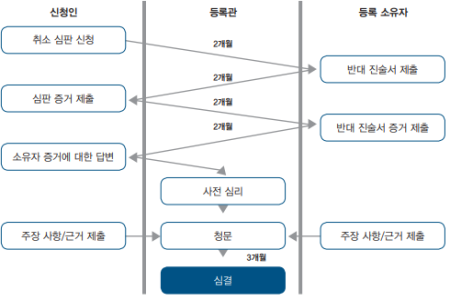 신청인
등록관
등록 소유자
취소 심판 신청
2개월
반대 진술서 제출
2개월
심판 증거 제출
2개월
반대 진술서 증거 제출
2개월
소유자 증거에 대한 답변
사전 심리
주장 사항/근거 제출
청문
주장 사항/근거 제출
3개월
심결